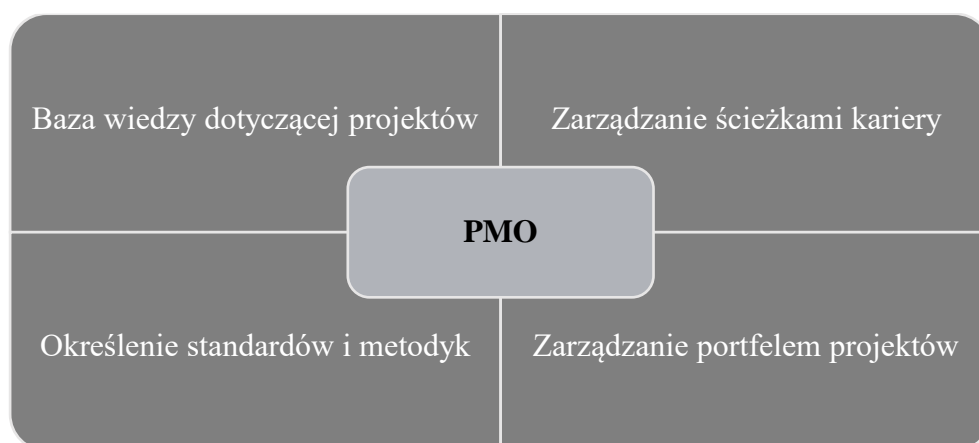 Baza wiedzy dotyczącej projektów
Zarządzanie ścieżkami kariery
PMO
Określenie standardów i metodyk
Zarządzanie portfelem projektów